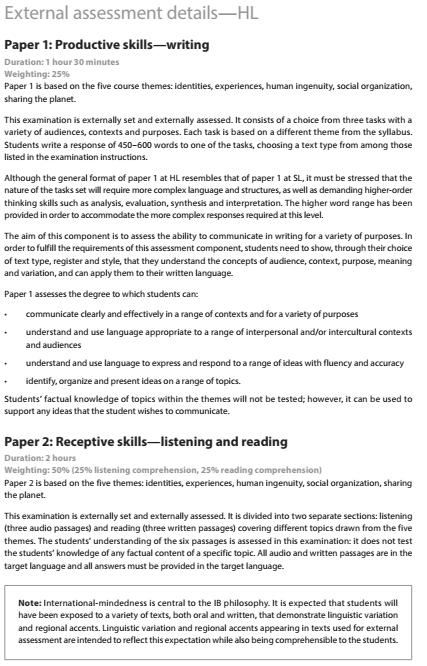 External assessment details—HL
Paper 1: Productive skills—writing
Duration: 1 hour 30 minutes
Weighting: 25%
Paper 1 is based on the five course themes: identities, experiences, human ingenuity, social organization,
sharing the planet.
This examination is externally set and externally assessed. It consists of a choice from three tasks with a
variety of audiences, contexts and purposes. Each task is based on a different theme from the syllabus.
Students write a response of 450–600 words to one of the tasks, choosing a text type from among those
listed in the examination instructions.
Although the general format of paper 1 at HL resembles that of paper 1 at SL, it must be stressed that the
nature of the tasks set will require more complex language and structures, as well as demanding higher-order
thinking skills such as analysis, evaluation, synthesis and interpretation. The higher word range has been
provided in order to accommodate the more complex responses required at this level.
The aim of this component is to assess the ability to communicate in writing for a variety of purposes. In
order to fulfill the requirements of this assessment component, students need to show, through their choice
of text type, register and style, that they understand the concepts of audience, context, purpose, meaning
and variation, and can apply them to their written language.
Paper 1 assesses the degree to which students can:
• communicate clearly and effectively in a range of contexts and for a variety of purposes
• understand and use language appropriate to a range of interpersonal and/or intercultural contexts
and audiences
• understand and use language to express and respond to a range of ideas with fluency and accuracy
• identify, organize and present ideas on a range of topics.
Students' factual knowledge of topics within the themes will not be tested; however, it can be used to
support any ideas that the student wishes to communicate.
Paper 2: Receptive skills—listening and reading
Duration: 2 hours
Weighting: 50% (25% listening comprehension, 25% reading comprehension)
Paper 2 is based on the five themes: identities, experiences, human ingenuity, social organization, sharing
the planet.
This examination is externally set and externally assessed. It is divided into two separate sections: listening
(three audio passages) and reading (three written passages) covering different topics drawn from the five
themes. The students' understanding of the six passages is assessed in this examination: it does not test
the students' knowledge of any factual content of a specific topic. All audio and written passages are in the
target language and all answers must be provided in the target language.
Note: International-mindedness is central to the IB philosophy. It is expected that students will
have been exposed to a variety of texts, both oral and written, that demonstrate linguistic variation
and regional accents. Linguistic variation and regional accents appearing in texts used for external
assessment are intended to reflect this expectation while also being comprehensible to the students.